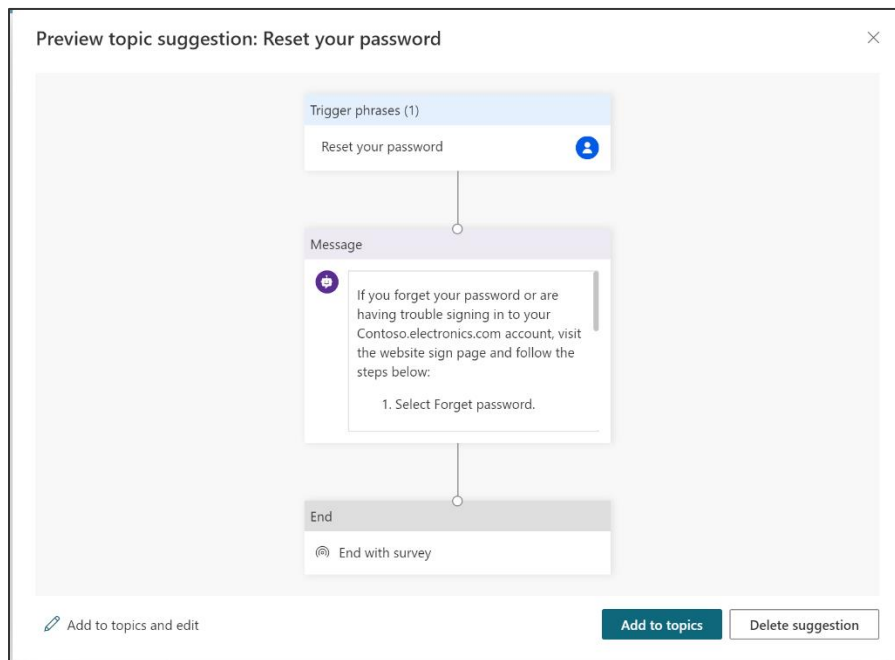 Preview topic suggestion: Reset your password
Trigger phrases (1)
Reset your password
Message
If you forget your password or are
having trouble signing in to your
Contoso.electronics.com account, visit
the website sign page and follow the
steps below:
1. Select Forget password.
End
End with survey
Add to topics and edit
Add to topics
Delete suggestion